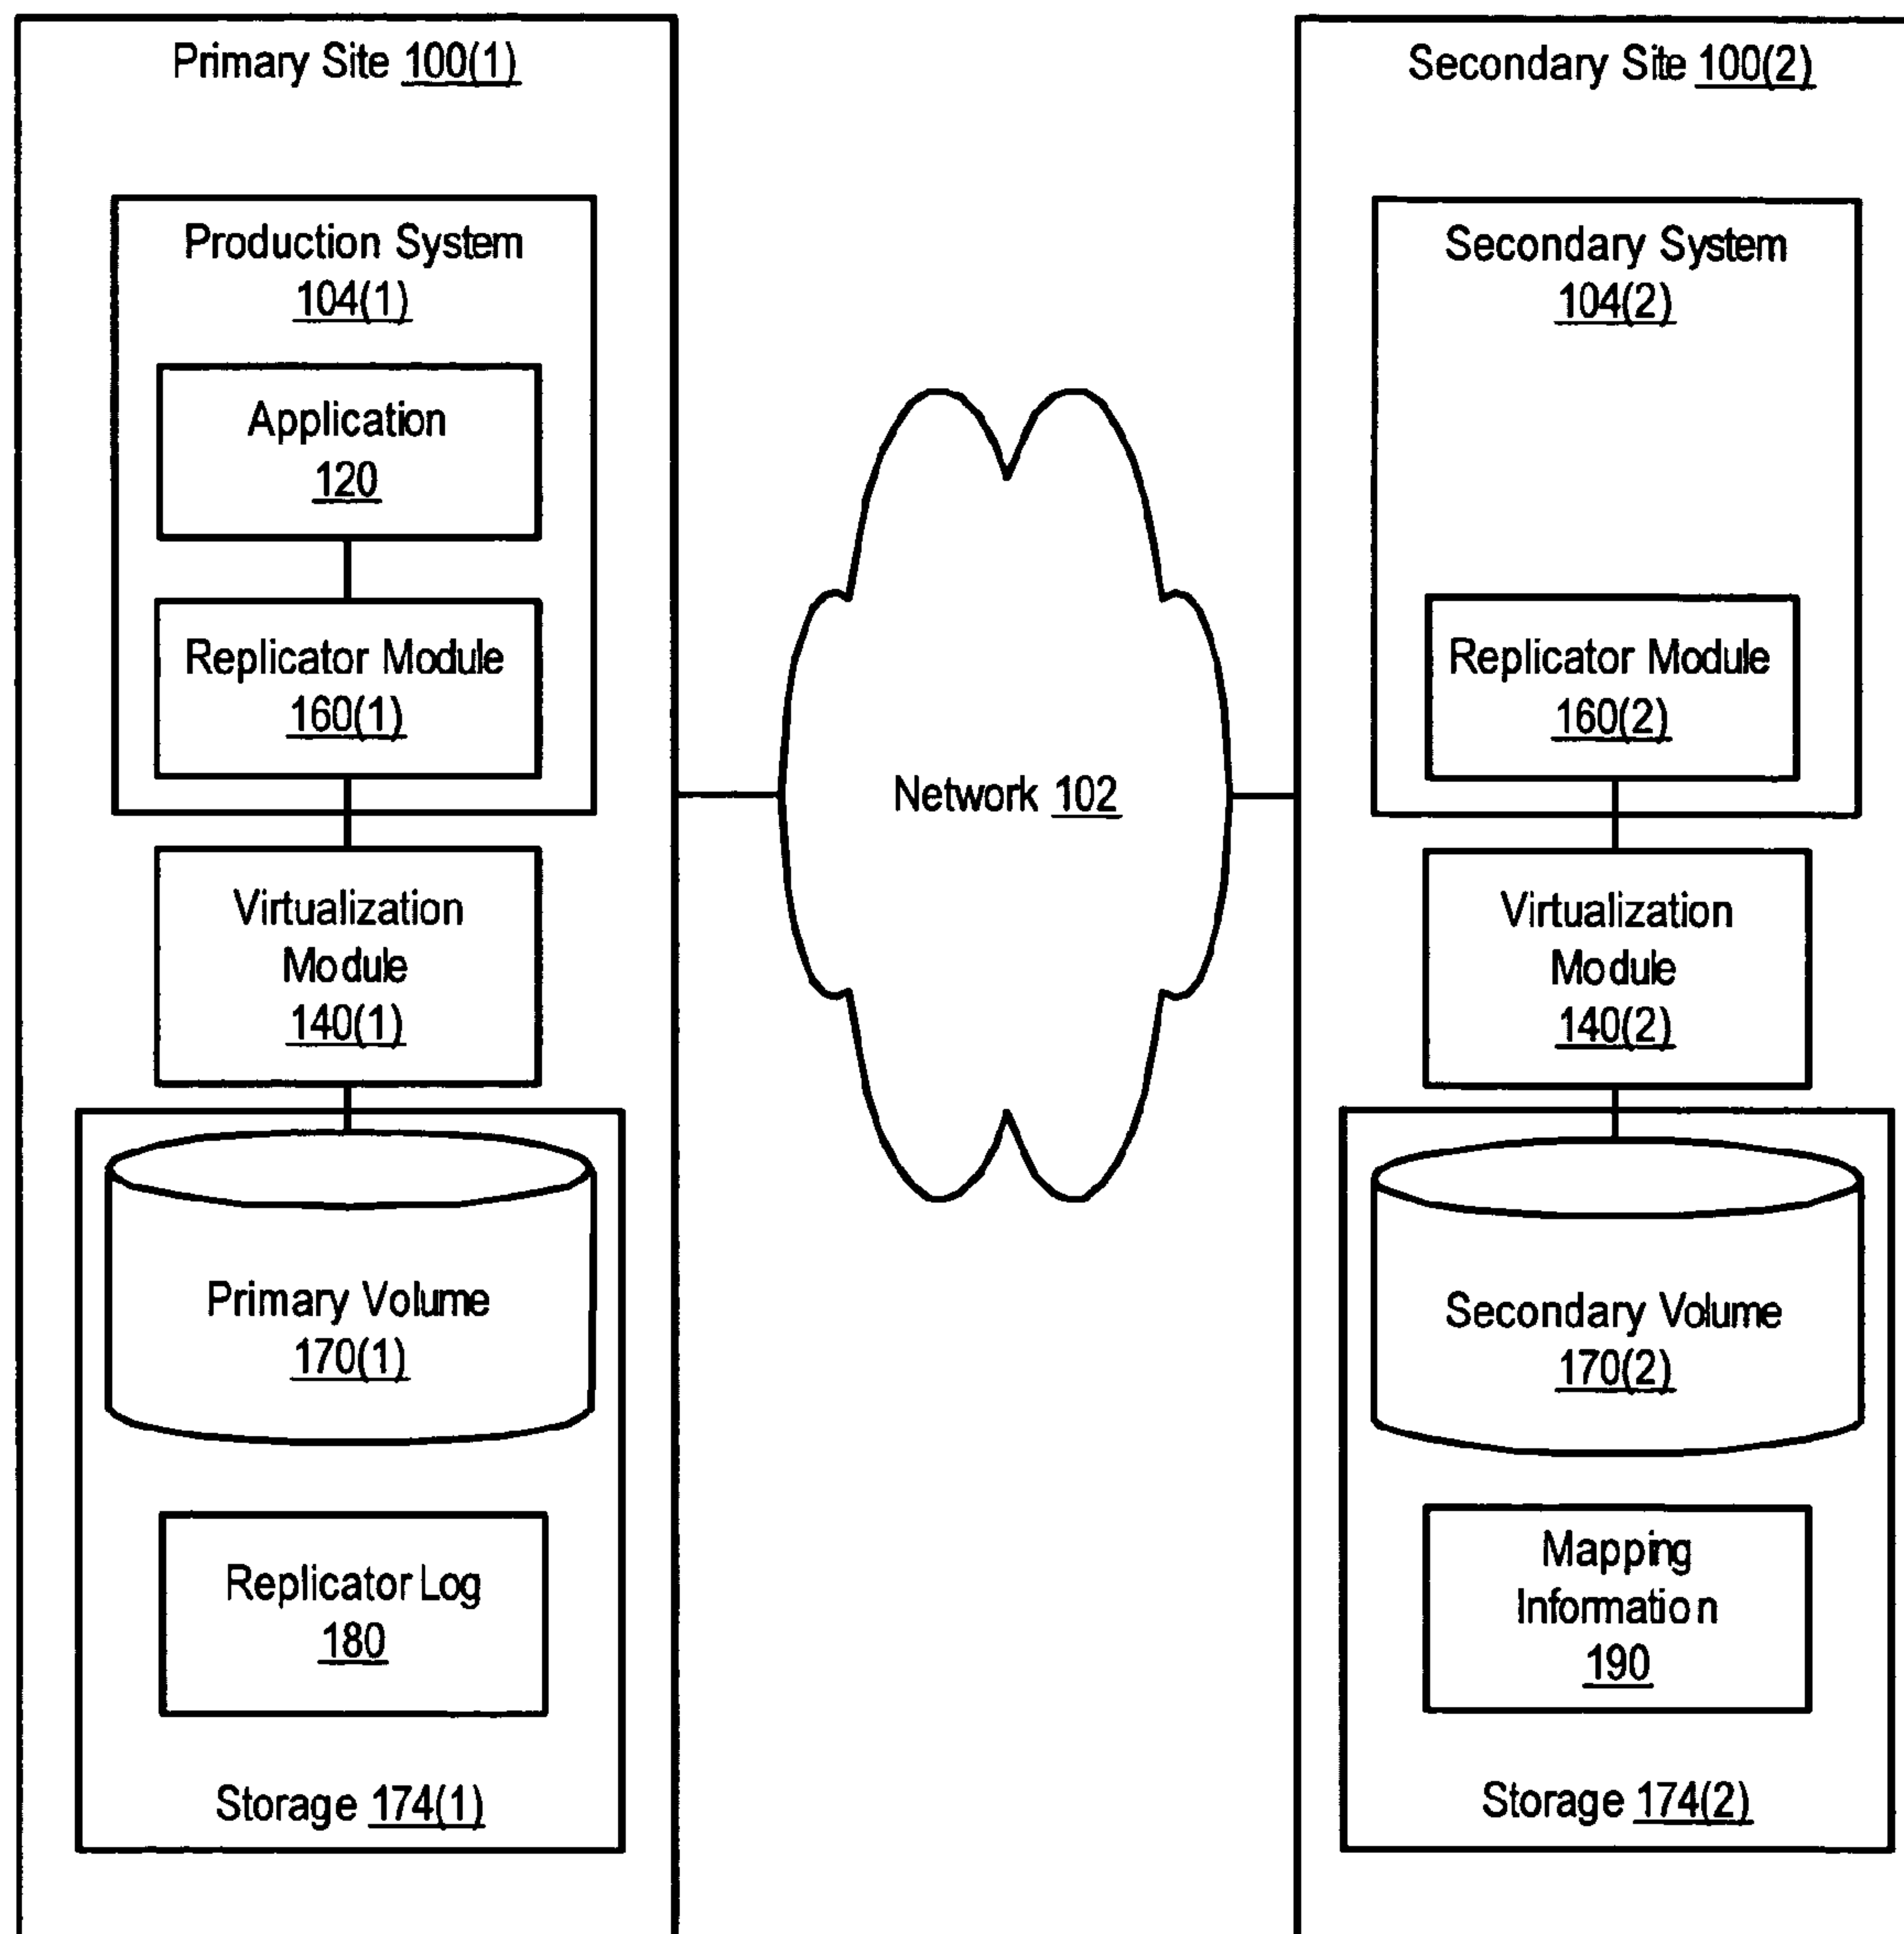 Primary Site 100(1)
Production System
104(1)
Application
120
Replicator Module
160(1)
Virtualization
Module
140(1)
Primary Volume
170(1)
Replicator Log
180
Storage 174(1)
Network 102
Secondary Site 100(2)
Secondary System
104(2)
Replicator Module
160(2)
Virtualization
Module
140(2)
Secondary Volume
170(2)
Mapping
Information
190
Storage 174(2)